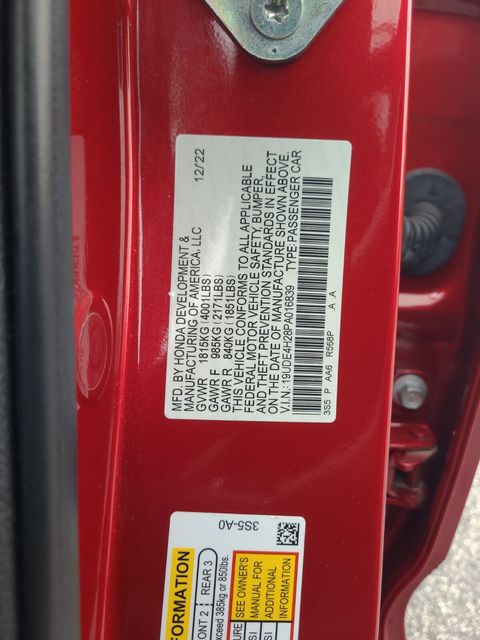 MFD. BY HONDA DEVELOPMENT & 12/22
MANUFACTURING OF AMERICA, LLC
GVWR 1815KG (4001LBS)
GAWR F 985KG (2171LBS)
GAWR R 840KG (1851LBS)
THIS VEHICLE CONFORMS TO ALL APPLICABLE
FEDERAL MOTOR VEHICLE SAFETY, BUMPER,
AND THEFT PREVENTION STANDARDS IN EFFECT
ON THE DATE OF MANUFACTURE SHOWN ABOVE.
V.I.N.: 19UDE4H28PA016839 TYPE: PASSENGER CAR
3S5 P AA6 R568P A . A
3S5-A0
INFORMATION
ONT 2 REAR 3
exceed 385kg or 850lbs.
SEE OWNER'S
MANUAL FOR
ADDITIONAL
INFORMATION